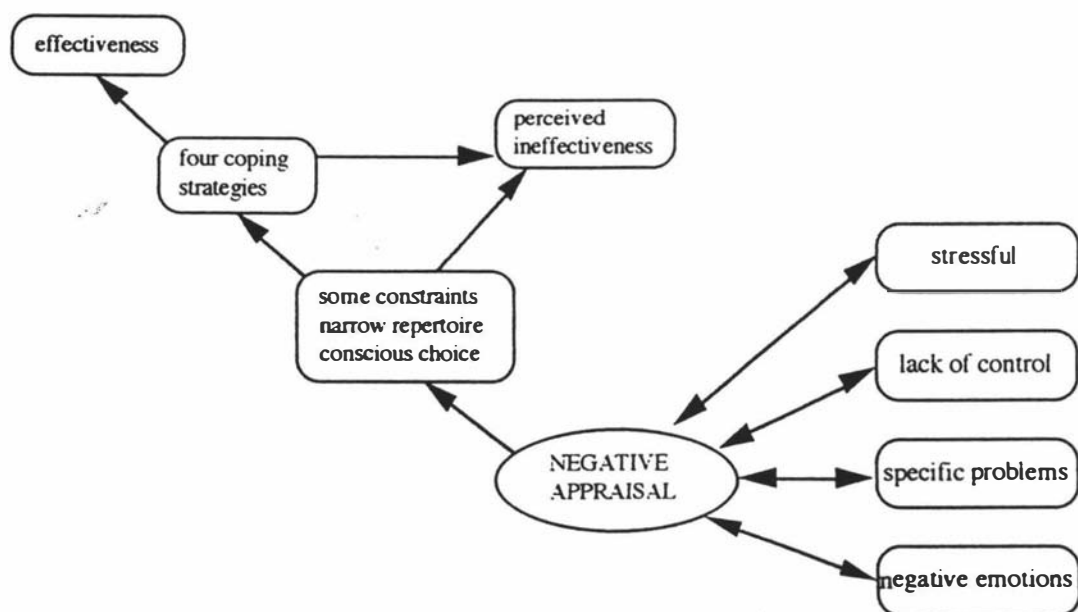 effectiveness
perceived
ineffectiveness
four coping
strategies
stressful
some constraints
narrow repertoire
conscious choice
lack of control
NEGATIVE
APPRAISAL
specific problems
negative emotions